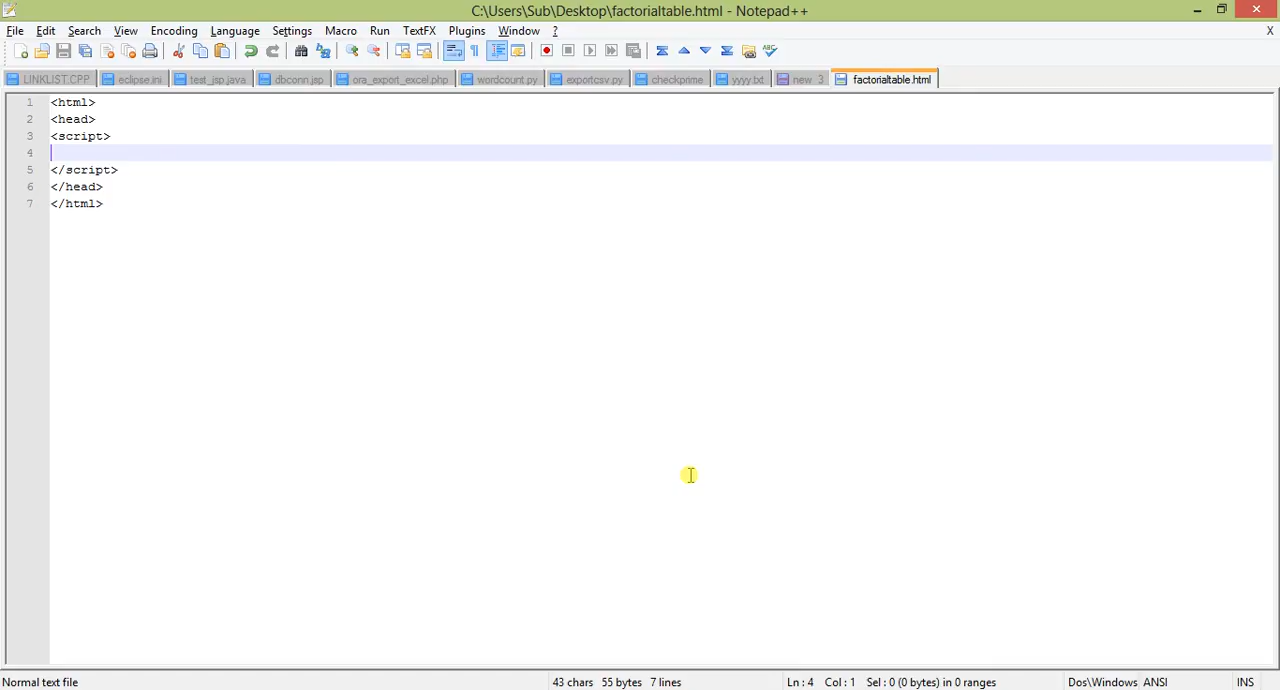 C:\Users\Sub\Desktop\factorialtable.html - Notepad++
File Edit Search View Encoding Language Settings Macro Run TextFX Plugins Window ? X
LINKLIST.CPP eclipse.ini test_jsp.java dbconn.jsp ora_export_excel.php wordcount.py exportcsv.py checkprime yyyy.txt new 3 factorialtable.html
1 <html>
2 <head>
3 <script>
4
5 </script>
6 </head>
7 </html>
Normal text file 43 chars 55 bytes 7 lines Ln : 4 Col : 1 Sel : 0 (0 bytes) in 0 ranges Dos\Windows ANSI INS